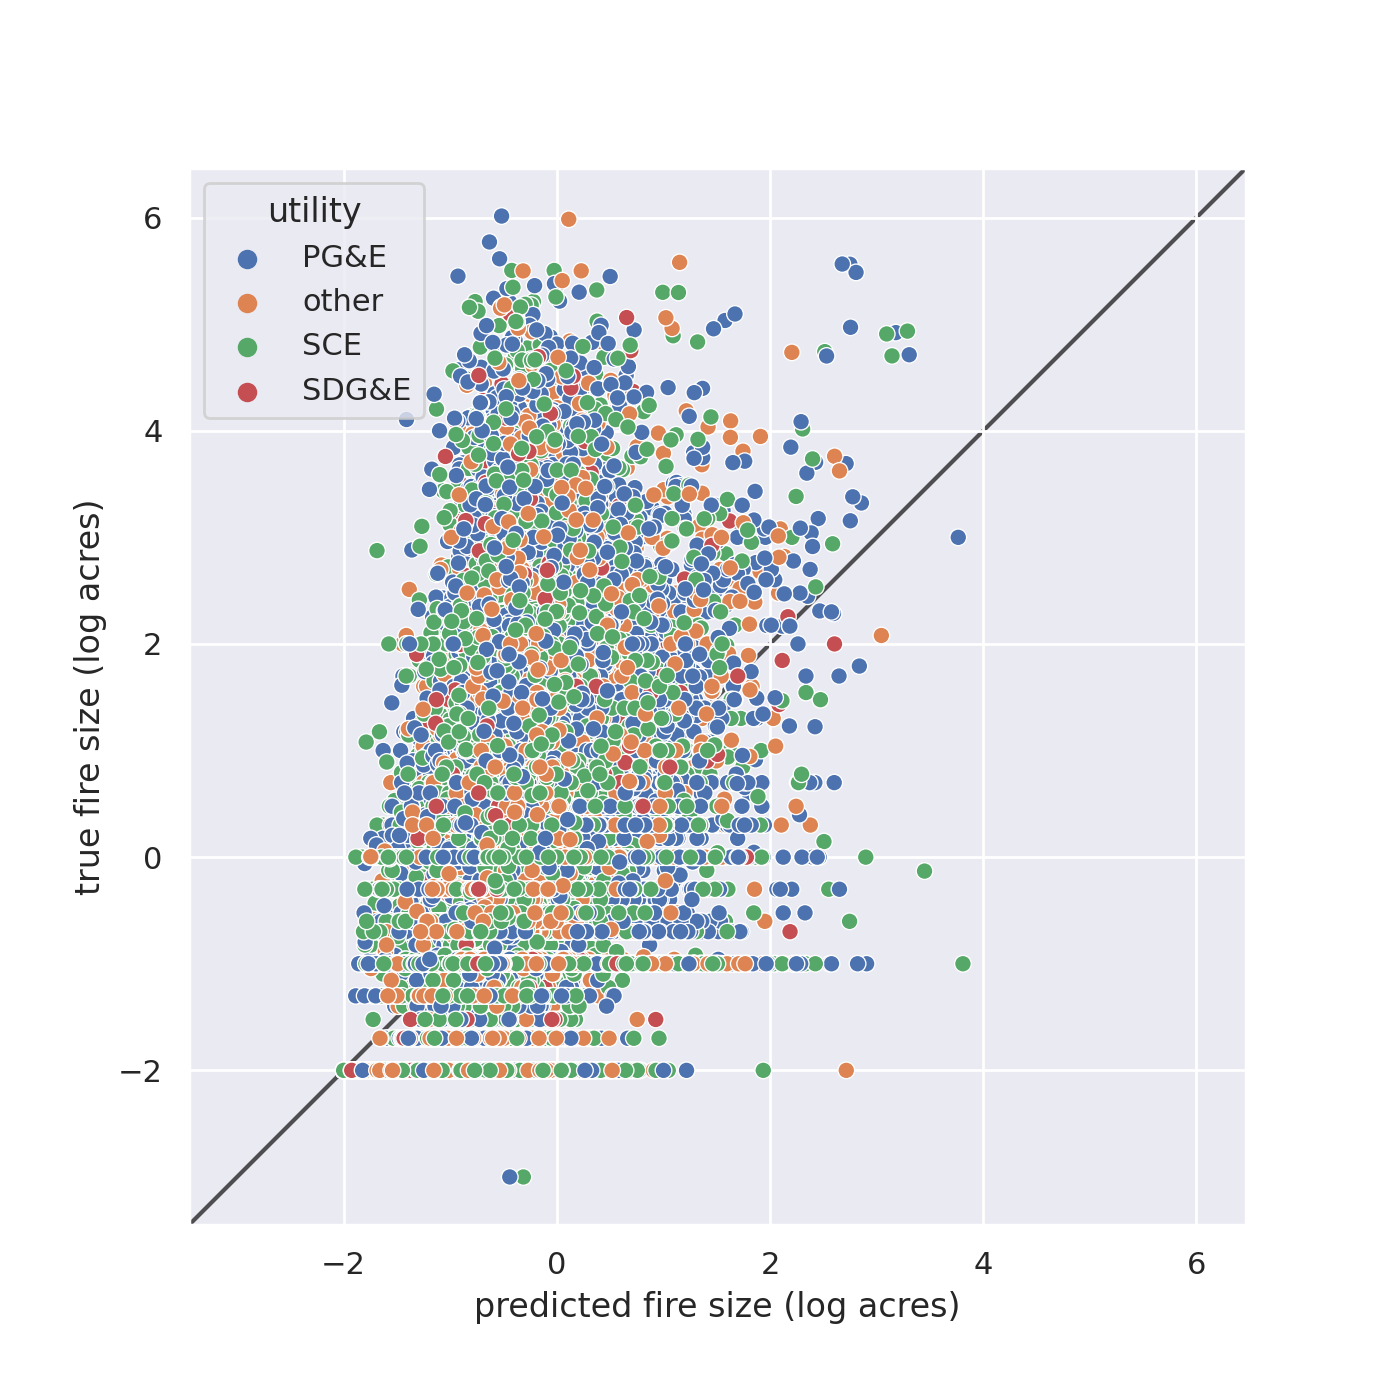 utility
PG&E
other
SCE
SDG&E
6
4
2
0
−2
true fire size (log acres)
−2 0 2 4 6
predicted fire size (log acres)